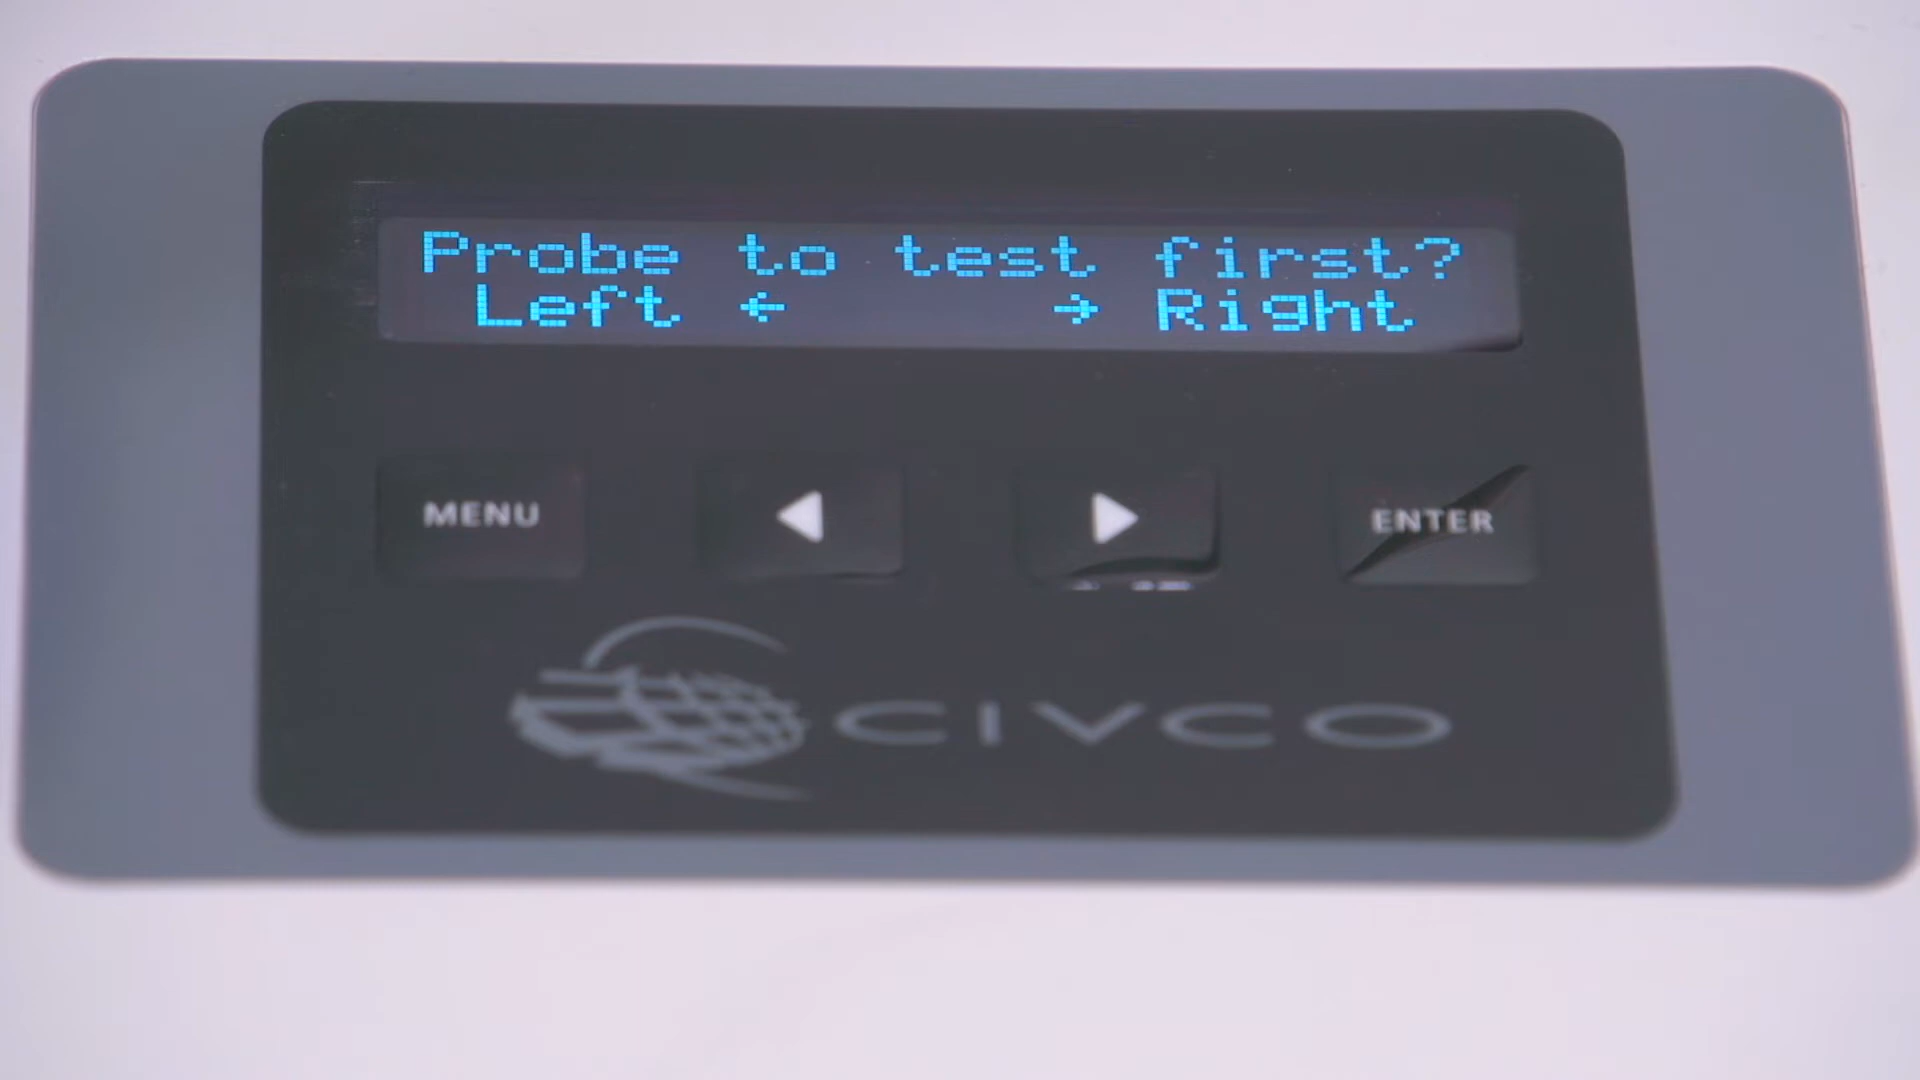 Probe to test first?
Left ← → Right
MENU ◀ ▶ ENTER
CIVCO